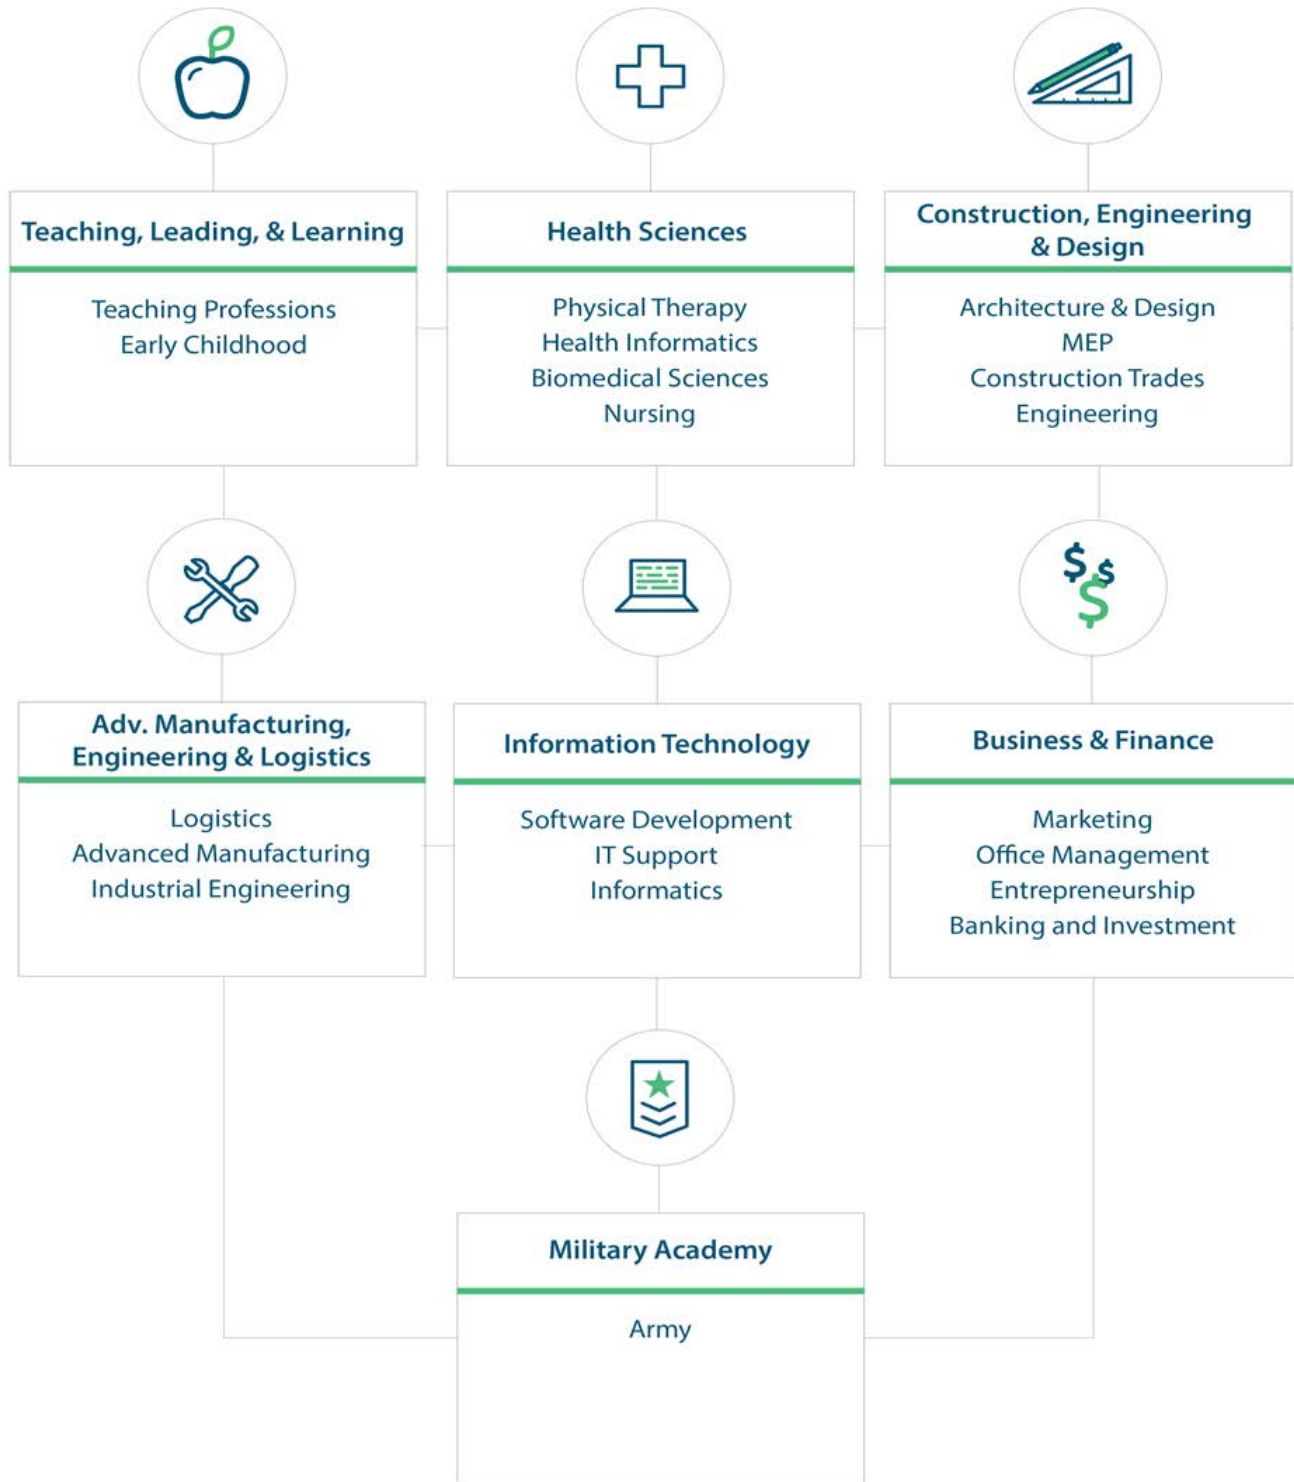 Teaching, Leading, & Learning
Teaching Professions
Early Childhood
Health Sciences
Physical Therapy
Health Informatics
Biomedical Sciences
Nursing
Construction, Engineering
& Design
Architecture & Design
MEP
Construction Trades
Engineering
Adv. Manufacturing,
Engineering & Logistics
Logistics
Advanced Manufacturing
Industrial Engineering
Information Technology
Software Development
IT Support
Informatics
$ $
$
Business & Finance
Marketing
Office Management
Entrepreneurship
Banking and Investment
Military Academy
Army